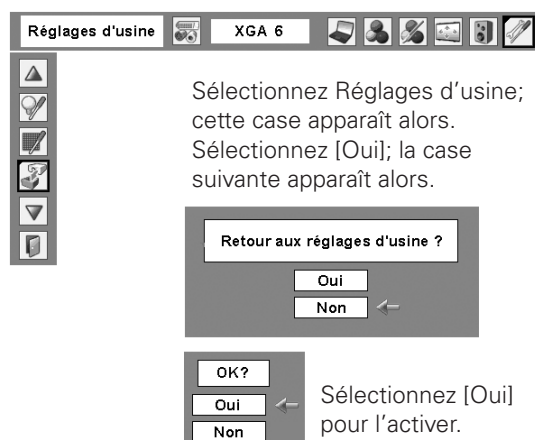 Réglages d'usine XGA 6
Sélectionnez Réglages d'usine;
cette case apparaît alors.
Sélectionnez [Oui]; la case
suivante apparaît alors.
Retour aux réglages d'usine ?
Oui
Non
OK?
Oui
Non
Sélectionnez [Oui]
pour l'activer.